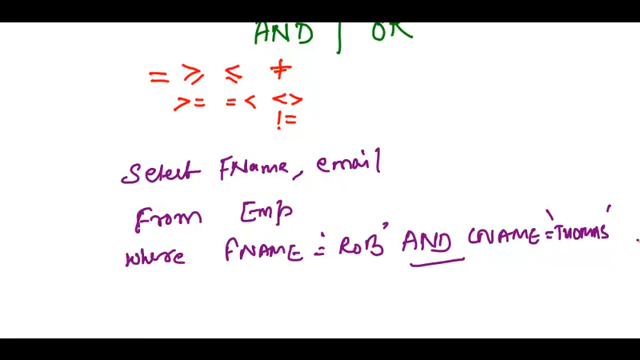 AND | OR
= ≥ ≤ ≠
>= =< <>
!=
Select FName, email
From Emp
where FNAME = 'ROB' AND LNAME = 'THOMAS'